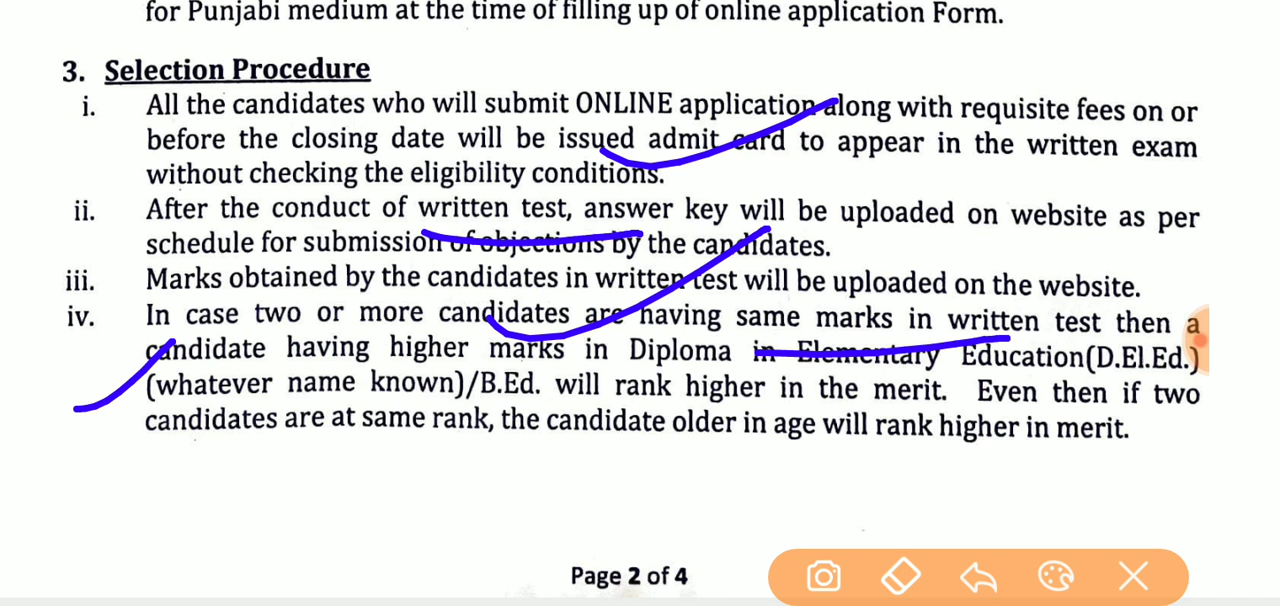 for Punjabi medium at the time of filling up of online application Form.
3. Selection Procedure
i. All the candidates who will submit ONLINE application along with requisite fees on or
before the closing date will be issued admit card to appear in the written exam
without checking the eligibility conditions.
ii. After the conduct of written test, answer key will be uploaded on website as per
schedule for submission of objections by the candidates.
iii. Marks obtained by the candidates in written test will be uploaded on the website.
iv. In case two or more candidates are having same marks in written test then a
candidate having higher marks in Diploma in Elementary Education(D.El.Ed.)
(whatever name known)/B.Ed. will rank higher in the merit. Even then if two
candidates are at same rank, the candidate older in age will rank higher in merit.
Page 2 of 4